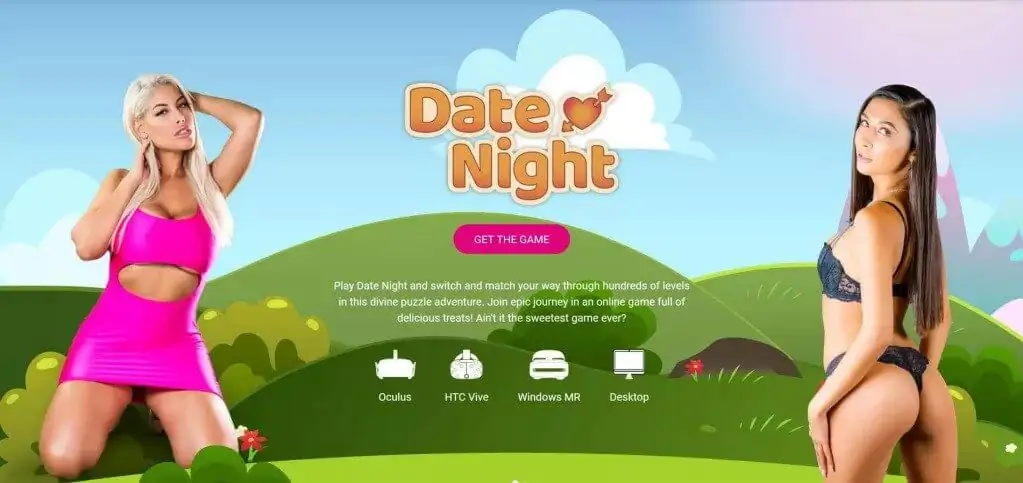 Date
Night
GET THE GAME
Play Date Night and switch and match your way through hundreds of levels
in this divine puzzle adventure. Join epic journey in an online game full of
delicious treats! Ain't it the sweetest game ever?
Oculus
HTC Vive
Windows MR
Desktop